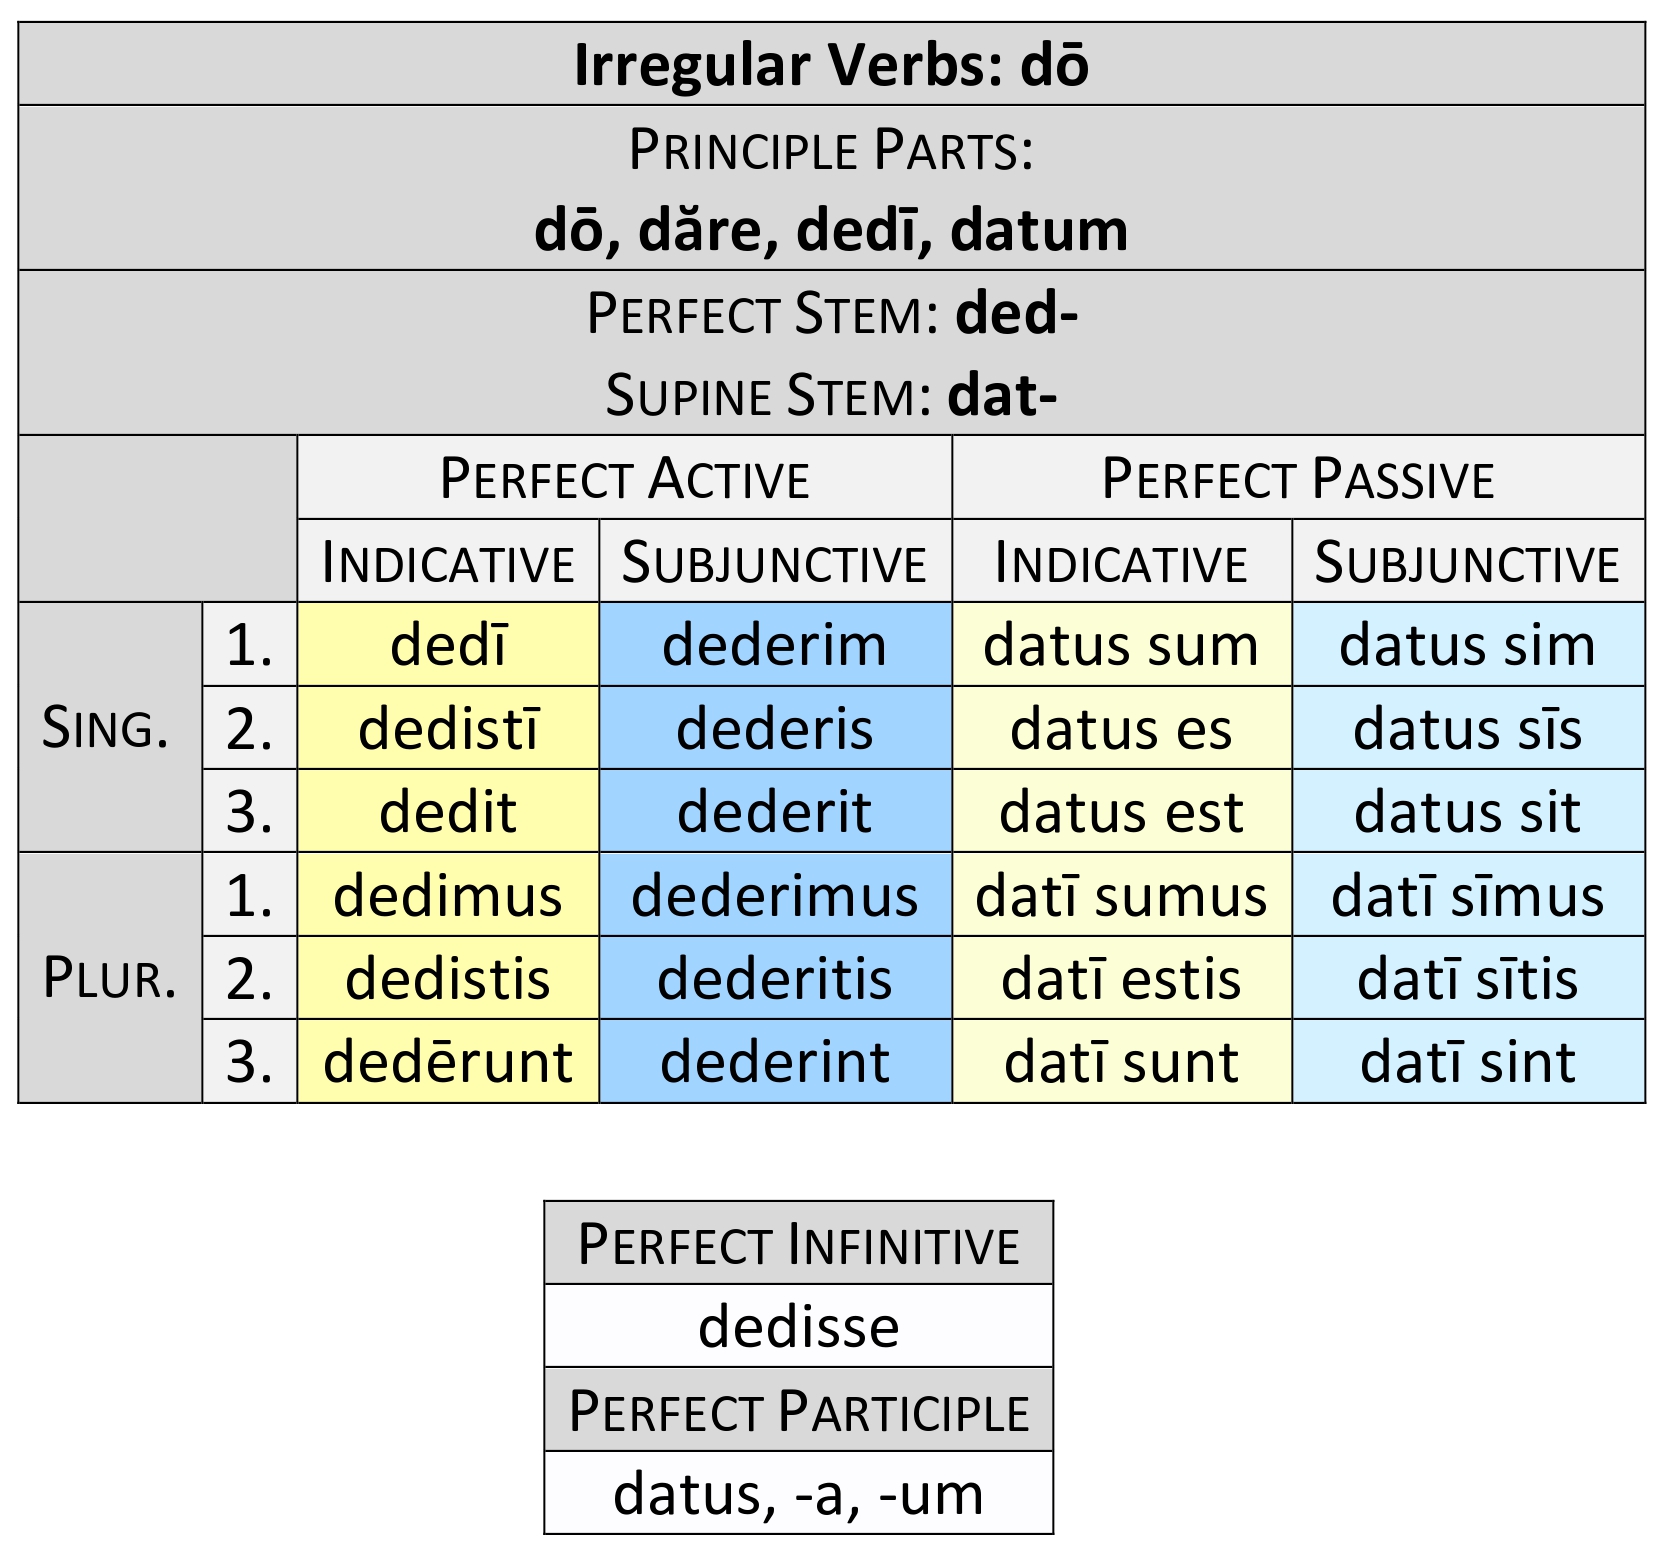 Irregular Verbs: dō
PRINCIPLE PARTS:
dō, dăre, dedī, datum
PERFECT STEM: ded-
SUPINE STEM: dat-
PERFECT ACTIVE PERFECT PASSIVE
INDICATIVE SUBJUNCTIVE INDICATIVE SUBJUNCTIVE
SING. 1. dedī dederim datus sum datus sim
2. dedistī dederis datus es datus sīs
3. dedit dederit datus est datus sit
PLUR. 1. dedimus dederimus datī sumus datī sīmus
2. dedistis dederitis datī estis datī sītis
3. dedērunt dederint datī sunt datī sint
PERFECT INFINITIVE
dedisse
PERFECT PARTICIPLE
datus, -a, -um